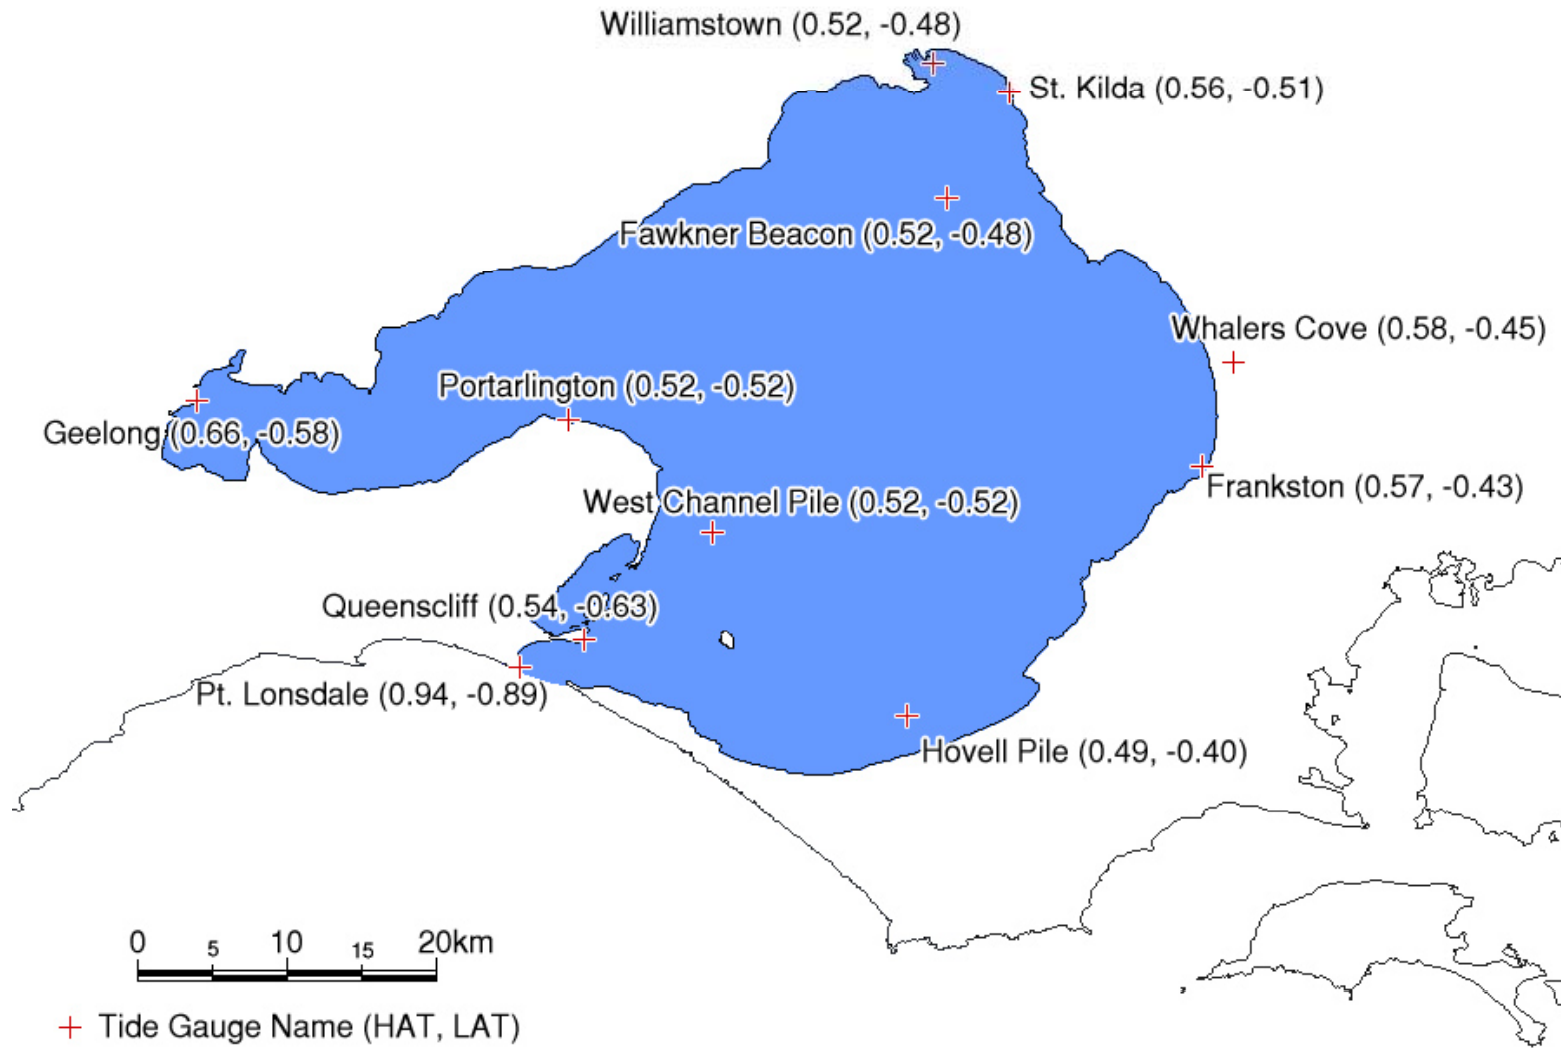 Williamstown (0.52, -0.48)
St. Kilda (0.56, -0.51)
Fawkner Beacon (0.52, -0.48)
Whalers Cove (0.58, -0.45)
Portarlington (0.52, -0.52)
Geelong (0.66, -0.58)
Frankston (0.57, -0.43)
West Channel Pile (0.52, -0.52)
Queenscliff (0.54, -0.63)
Pt. Lonsdale (0.94, -0.89)
Hovell Pile (0.49, -0.40)
0 5 10 15 20km
Tide Gauge Name (HAT, LAT)